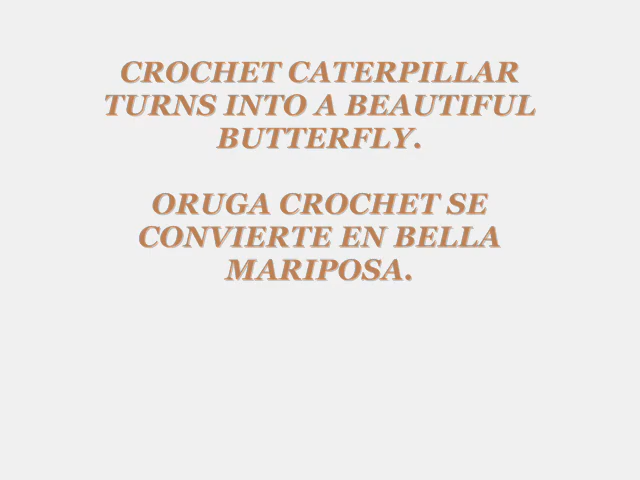 CROCHET CATERPILLAR
TURNS INTO A BEAUTIFUL
BUTTERFLY.
ORUGA CROCHET SE
CONVIERTE EN BELLA
MARIPOSA.